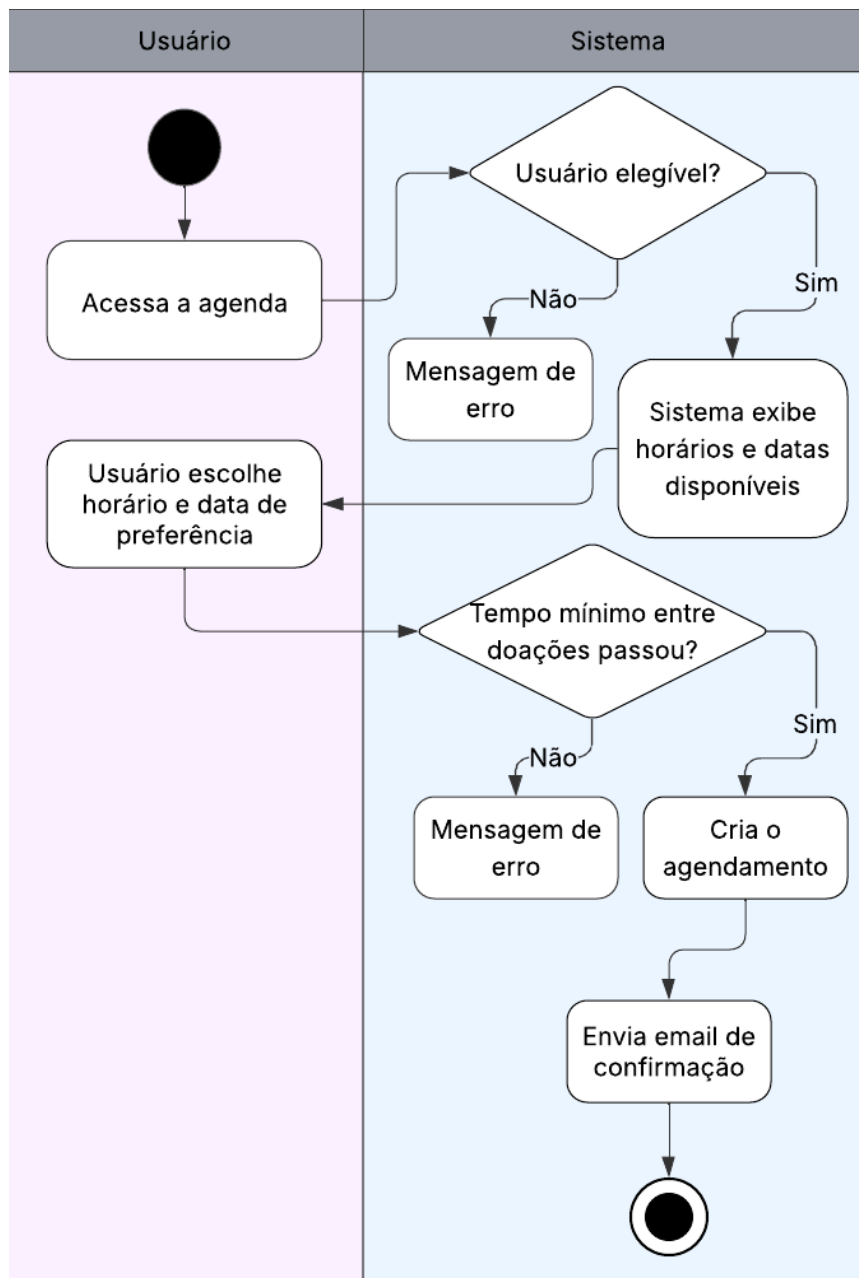 Usuário
Sistema
Usuário elegível?
Acessa a agenda
Não
Sim
Mensagem de
erro
Sistema exibe
horários e datas
disponíveis
Usuário escolhe
horário e data de
preferência
Tempo mínimo entre
doações passou?
Não
Sim
Mensagem de
erro
Cria o
agendamento
Envia email de
confirmação